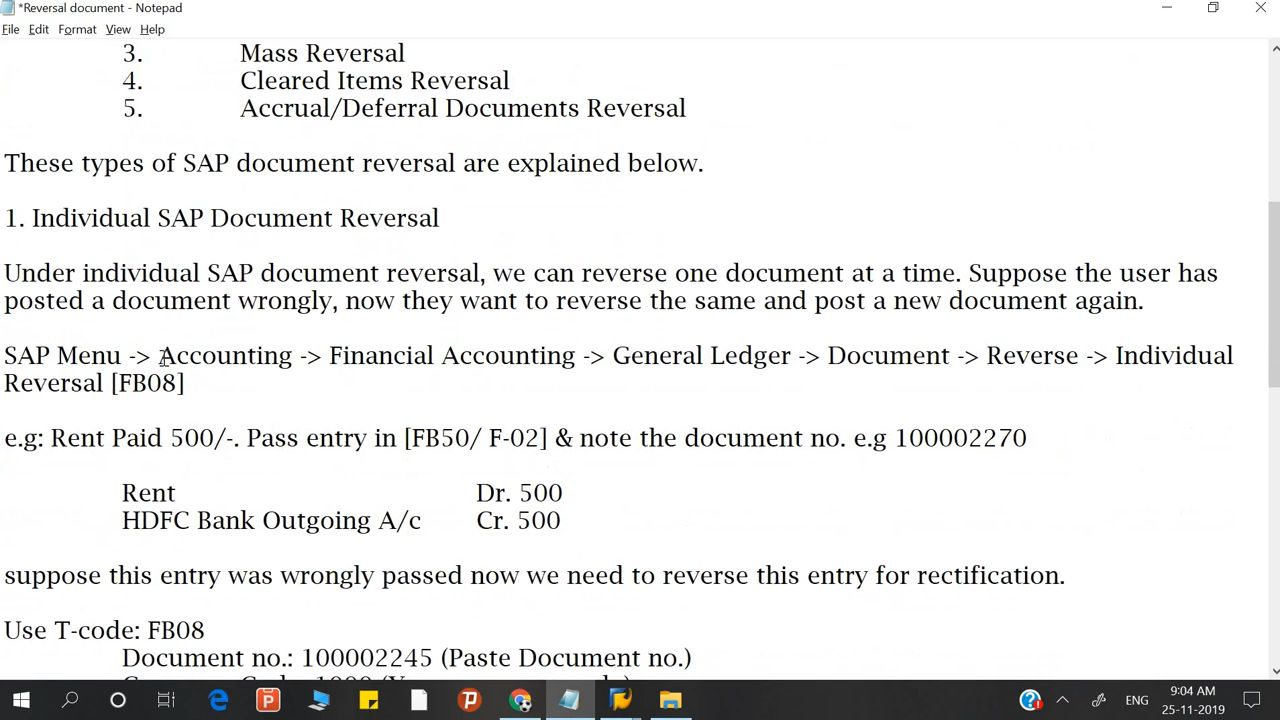 *Reversal document - Notepad
File Edit Format View Help
3. Mass Reversal
4. Cleared Items Reversal
5. Accrual/Deferral Documents Reversal
These types of SAP document reversal are explained below.
1. Individual SAP Document Reversal
Under individual SAP document reversal, we can reverse one document at a time. Suppose the user has
posted a document wrongly, now they want to reverse the same and post a new document again.
SAP Menu -> Accounting -> Financial Accounting -> General Ledger -> Document -> Reverse -> Individual
Reversal [FB08]
e.g: Rent Paid 500/-. Pass entry in [FB50/ F-02] & note the document no. e.g 100002270
Rent Dr. 500
HDFC Bank Outgoing A/c Cr. 500
suppose this entry was wrongly passed now we need to reverse this entry for rectification.
Use T-code: FB08
Document no.: 100002245 (Paste Document no.)
ENG
9:04 AM
25-11-2019